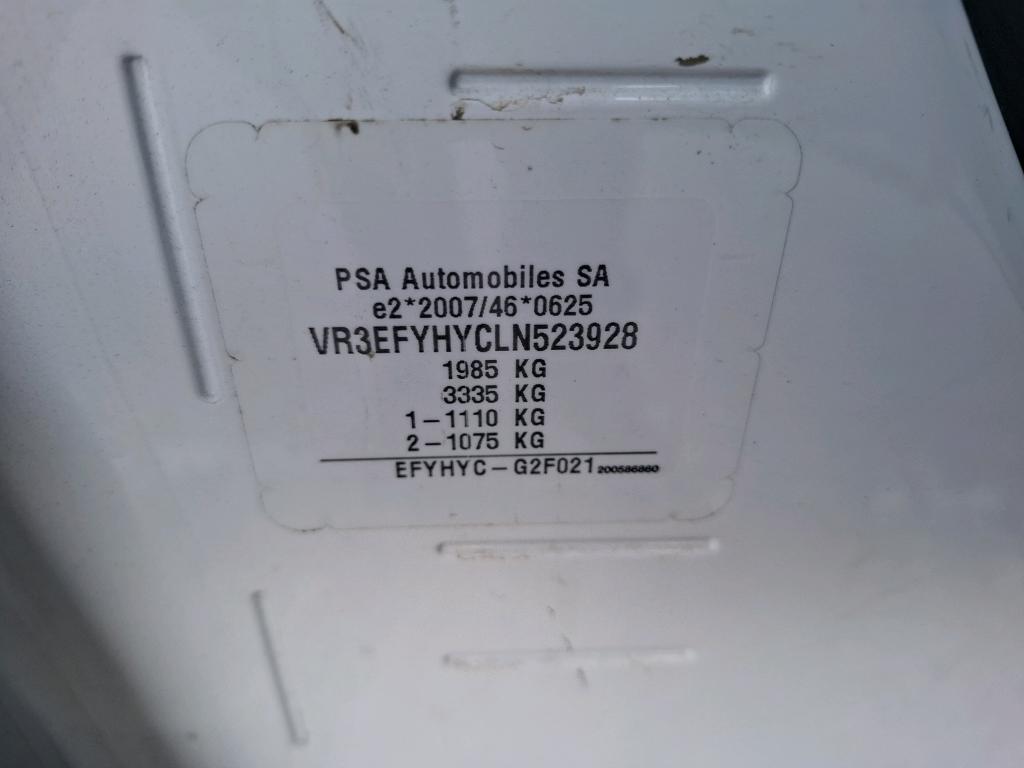 PSA Automobiles SA
e2*2007/46*0625
VR3EFYHYCLN523928
1985 KG
3335 KG
1-1110 KG
2-1075 KG
EFYHYC-G2F021 200586860